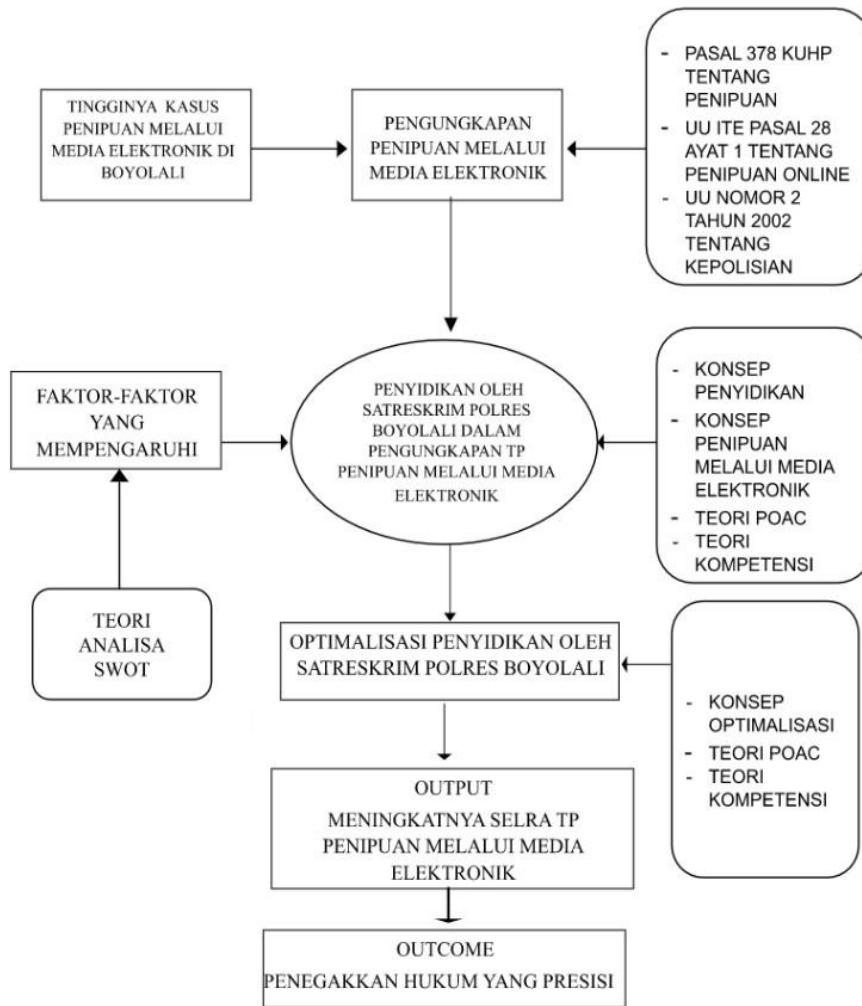 TINGGINYA KASUS
PENIPUAN MELALUI
MEDIA ELEKTRONIK DI
BOYOLALI
PENGUNGKAPAN
PENIPUAN MELALUI
MEDIA ELEKTRONIK
- PASAL 378 KUHP
TENTANG
PENIPUAN
- UU ITE PASAL 28
AYAT 1 TENTANG
PENIPUAN ONLINE
- UU NOMOR 2
TAHUN 2002
TENTANG
KEPOLISIAN
FAKTOR-FAKTOR
YANG
MEMPENGARUHI
PENYIDIKAN OLEH
SATRESKRIM POLRES
BOYOLALI DALAM
PENGUNGKAPAN TP
PENIPUAN MELALUI MEDIA
ELEKTRONIK
- KONSEP
PENYIDIKAN
- KONSEP
PENIPUAN
MELALUI MEDIA
ELEKTRONIK
- TEORI POAC
- TEORI
KOMPETENSI
TEORI
ANALISA
SWOT
OPTIMALISASI PENYIDIKAN OLEH
SATRESKRIM POLRES BOYOLALI
- KONSEP
OPTIMALISASI
- TEORI POAC
- TEORI
KOMPETENSI
OUTPUT
MENINGKATNYA SELRA TP
PENIPUAN MELALUI MEDIA
ELEKTRONIK
OUTCOME
PENEGAKKAN HUKUM YANG PRESISI